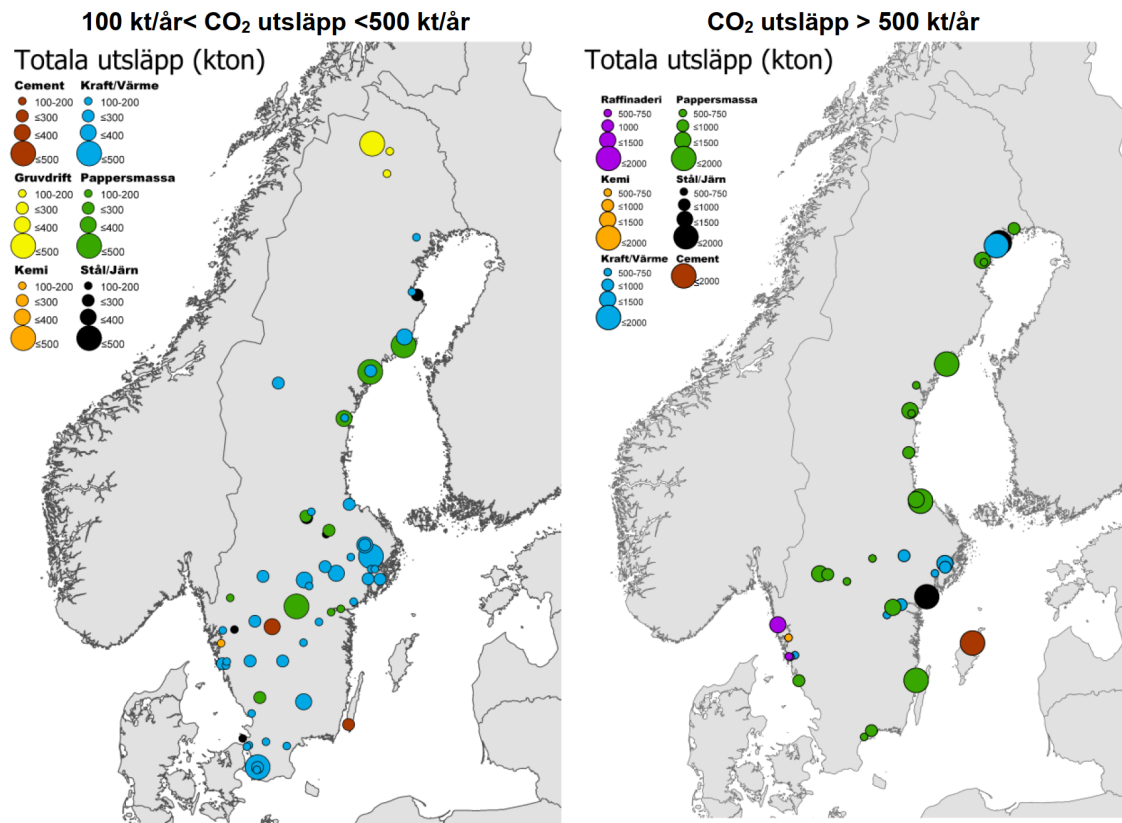 100 kt/år< CO₂ utsläpp <500 kt/år
Totala utsläpp (kton)
Cement
100-200
≤300
≤400
≤500
Kraft/Värme
100-200
≤300
≤400
≤500
Gruvdrift
100-200
≤300
≤400
≤500
Pappersmassa
100-200
≤300
≤400
≤500
Kemi
100-200
≤300
≤400
≤500
Stål/Järn
100-200
≤300
≤400
≤500
CO₂ utsläpp > 500 kt/år
Totala utsläpp (kton)
Raffinaderi
500-750
1000
≤1500
≤2000
Pappersmassa
500-750
≤1000
≤1500
≤2000
Kemi
500-750
≤1000
≤1500
≤2000
Stål/Järn
500-750
≤1000
≤1500
≤2000
Kraft/Värme
500-750
≤1000
≤1500
≤2000
Cement
≤2000